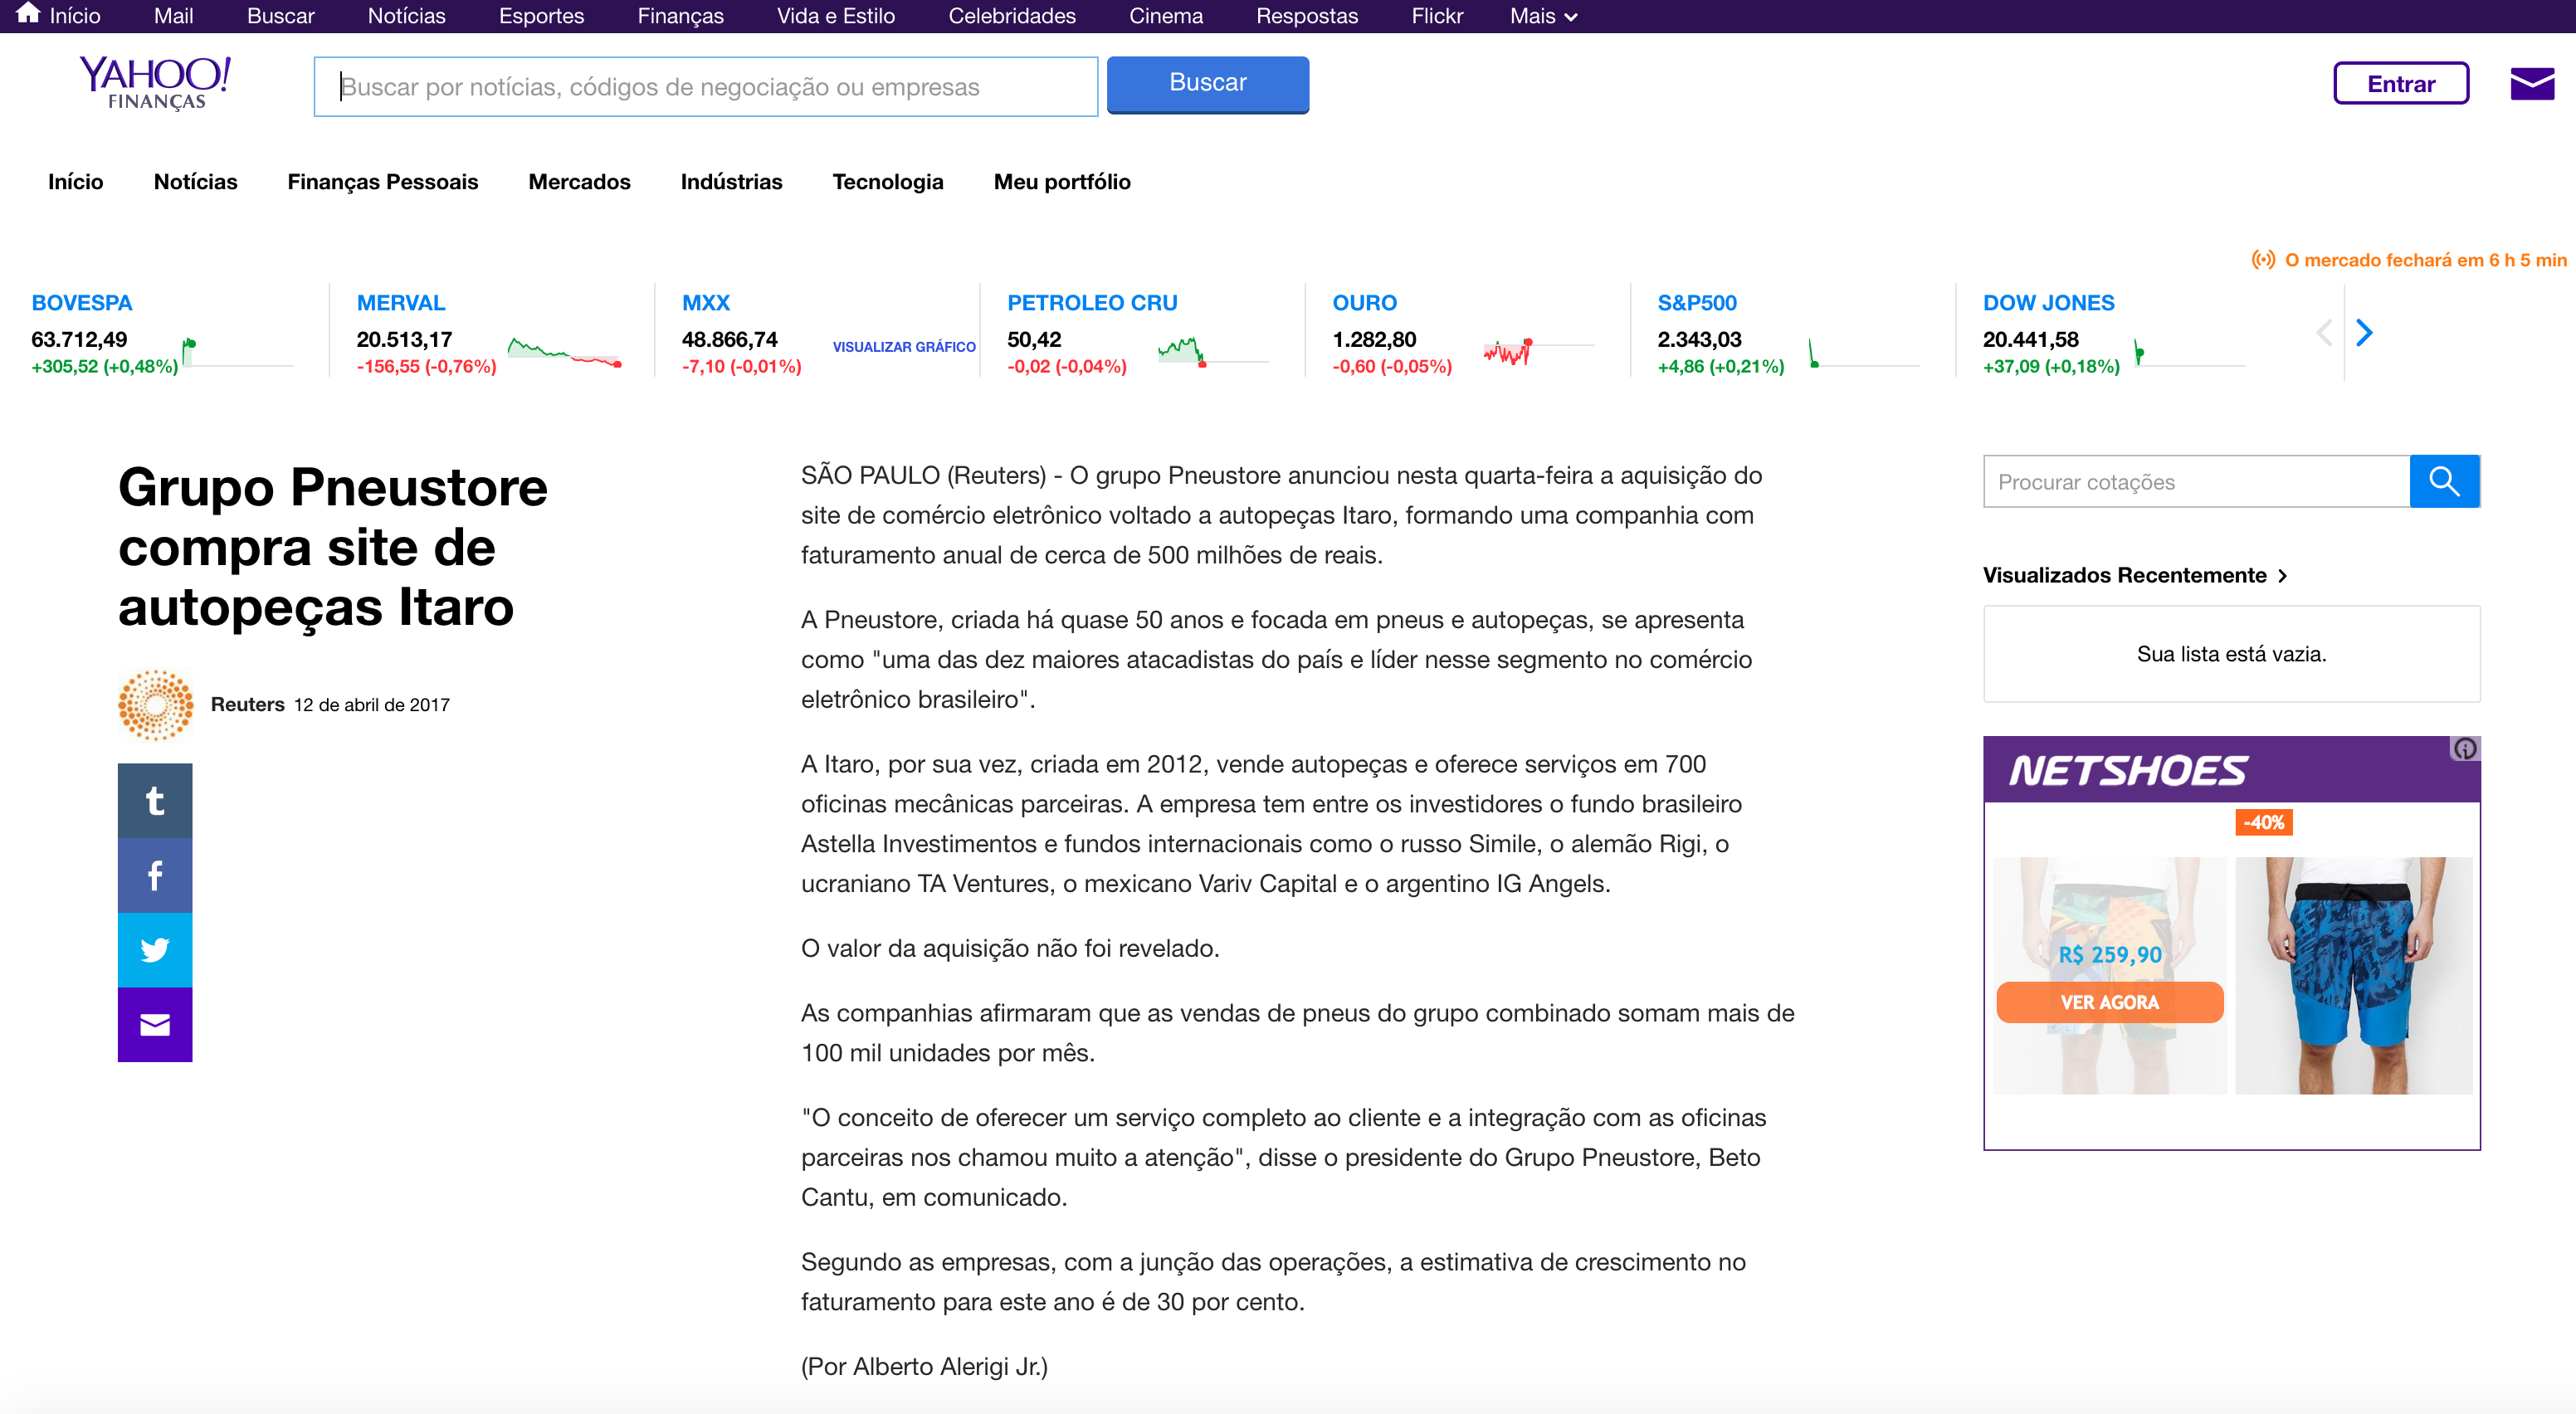 Início Mail Buscar Notícias Esportes Finanças Vida e Estilo Celebridades Cinema Respostas Flickr Mais
YAHOO!
FINANÇAS
Buscar por notícias, códigos de negociação ou empresas
Buscar
Entrar
Início Notícias Finanças Pessoais Mercados Indústrias Tecnologia Meu portfólio
O mercado fechará em 6 h 5 min
BOVESPA
63.712,49
+305,52 (+0,48%)
MERVAL
20.513,17
-156,55 (-0,76%)
MXX
48.866,74
-7,10 (-0,01%)
VISUALIZAR GRÁFICO
PETROLEO CRU
50,42
-0,02 (-0,04%)
OURO
1.282,80
-0,60 (-0,05%)
S&P500
2.343,03
+4,86 (+0,21%)
DOW JONES
20.441,58
+37,09 (+0,18%)
Grupo Pneustore
compra site de
autopeças Itaro
Reuters 12 de abril de 2017
SÃO PAULO (Reuters) - O grupo Pneustore anunciou nesta quarta-feira a aquisição do
site de comércio eletrônico voltado a autopeças Itaro, formando uma companhia com
faturamento anual de cerca de 500 milhões de reais.
A Pneustore, criada há quase 50 anos e focada em pneus e autopeças, se apresenta
como "uma das dez maiores atacadistas do país e líder nesse segmento no comércio
eletrônico brasileiro".
A Itaro, por sua vez, criada em 2012, vende autopeças e oferece serviços em 700
oficinas mecânicas parceiras. A empresa tem entre os investidores o fundo brasileiro
Astella Investimentos e fundos internacionais como o russo Simile, o alemão Rigi, o
ucraniano TA Ventures, o mexicano Variv Capital e o argentino IG Angels.
O valor da aquisição não foi revelado.
As companhias afirmaram que as vendas de pneus do grupo combinado somam mais de
100 mil unidades por mês.
"O conceito de oferecer um serviço completo ao cliente e a integração com as oficinas
parceiras nos chamou muito a atenção", disse o presidente do Grupo Pneustore, Beto
Cantu, em comunicado.
Segundo as empresas, com a junção das operações, a estimativa de crescimento no
faturamento para este ano é de 30 por cento.
(Por Alberto Alerigi Jr.)
Procurar cotações
Visualizados Recentemente
Sua lista está vazia.
NETSHOES
-40%
R$ 259,90
VER AGORA